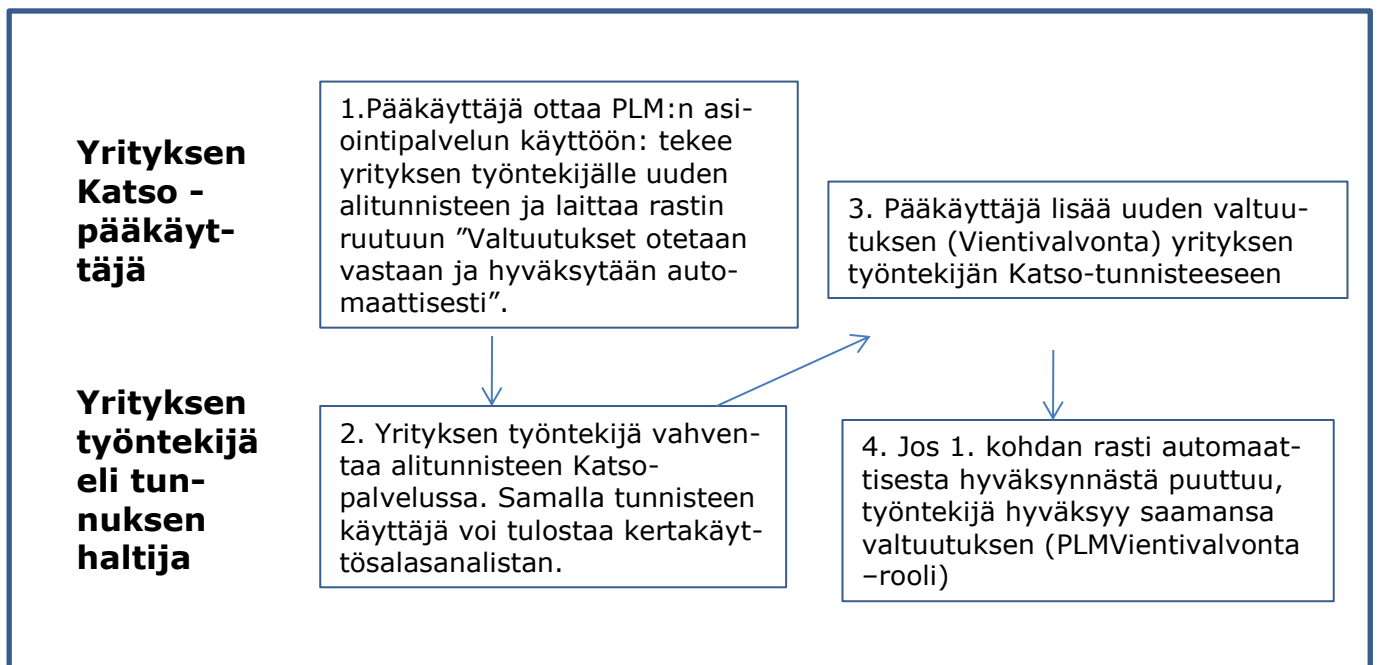 Yrityksen
Katso -
pääkäyt-
täjä
1.Pääkäyttäjä ottaa PLM:n asi-
ointipalvelun käyttöön: tekee
yrityksen työntekijälle uuden
alitunnisteen ja laittaa rastin
ruutuun ”Valtuutukset otetaan
vastaan ja hyväksytään auto-
maattisesti”.
3. Pääkäyttäjä lisää uuden valtuu-
tuksen (Vientivalvonta) yrityksen
työntekijän Katso-tunnisteeseen
Yrityksen
työntekijä
eli tun-
nuksen
haltija
2. Yrityksen työntekijä vahven-
taa alitunnisteen Katso-
palvelussa. Samalla tunnisteen
käyttäjä voi tulostaa kertakäyt-
tösalasanalistan.
4. Jos 1. kohdan rasti automaat-
tisesta hyväksynnästä puuttuu,
työntekijä hyväksyy saamansa
valtuutuksen (PLMVientivalvonta
–rooli)